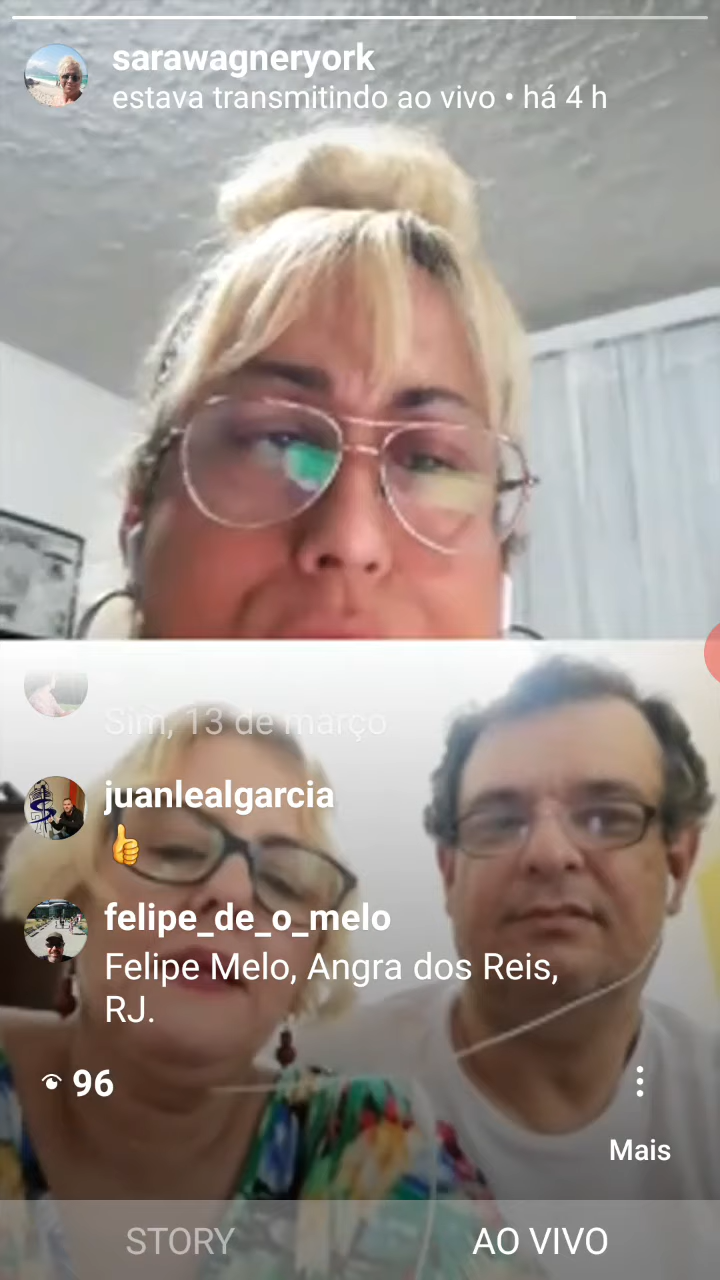 sarawagneryork
estava transmitindo ao vivo • há 4 h
Sim, 13 de março
juanlealgarcia
👍
felipe_de_o_melo
Felipe Melo, Angra dos Reis,
RJ.
96
Mais
STORY
AO VIVO